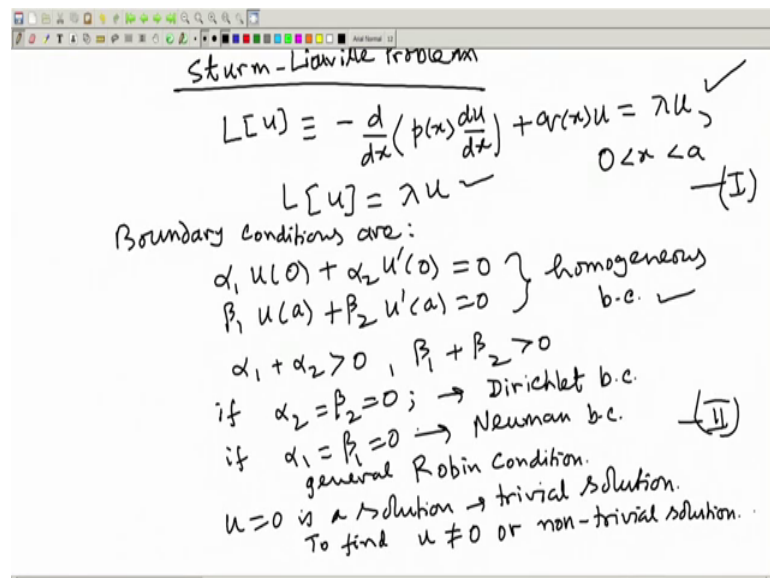 Sturm-Liouville Problem
L[u] ≡ - d/dx (p(x) du/dx) + q(x)u = λu,
0 < x < a
L[u] = λu —(I)
Boundary conditions are:
α₁ u(0) + α₂ u'(0) = 0 } homogeneous
β₁ u(a) + β₂ u'(a) = 0 } b.c.
α₁ + α₂ > 0 , β₁ + β₂ > 0
if α₂ = β₂ = 0 ; → Dirichlet b.c.
if α₁ = β₁ = 0 → Neuman b.c. —(II)
general Robin Condition.
u = 0 is a solution → trivial solution.
To find u ≠ 0 or non-trivial solution.